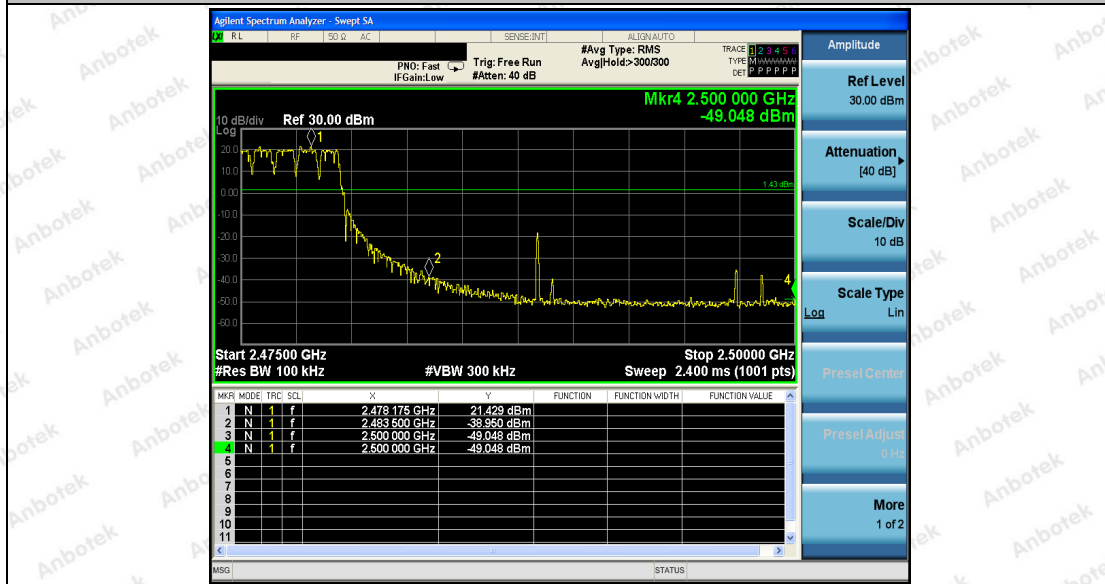 Agilent Spectrum Analyzer - Swept SA
LXI RL RF 50 Ω AC SENSE:INT ALIGNAUTO
PNO: Fast Trig: Free Run #Avg Type: RMS TRACE 1 2 3 4 5 6
IFGain:Low #Atten: 40 dB Avg|Hold:>300/300 TYPE M WWWWW
DET P P P P P P
Mkr4 2.500 000 GHz
-49.048 dBm
10 dB/div Ref 30.00 dBm
Log
1
20.0
10.0
1.43 dBm
0.00
-10.0
-20.0
2
-30.0
-40.0
4
-50.0
-60.0
Start 2.47500 GHz Stop 2.50000 GHz
#Res BW 100 kHz #VBW 300 kHz Sweep 2.400 ms (1001 pts)
MKR MODE TRC SCL X Y FUNCTION FUNCTION WIDTH FUNCTION VALUE
1 N 1 f 2.478 175 GHz 21.429 dBm
2 N 1 f 2.483 500 GHz -38.950 dBm
3 N 1 f 2.500 000 GHz -49.048 dBm
4 N 1 f 2.500 000 GHz -49.048 dBm
5
6
7
8
9
10
11
MSG STATUS
Amplitude
Ref Level
30.00 dBm
Attenuation
[40 dB]
Scale/Div
10 dB
Scale Type
Log Lin
Presel Center
Presel Adjust
0 Hz
More
1 of 2
Anbotek